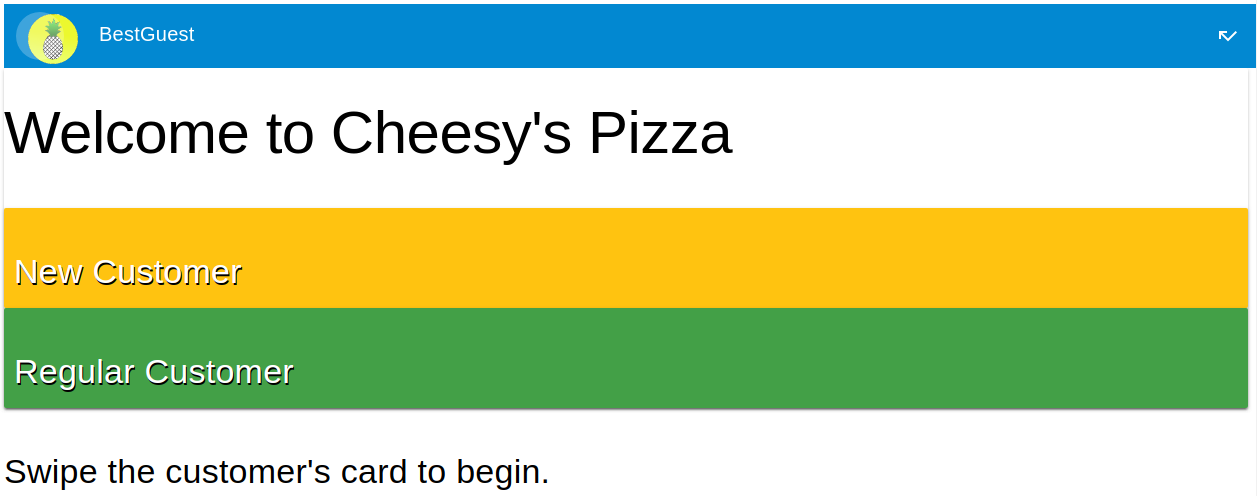 BestGuest
Welcome to Cheesy's Pizza
New Customer
Regular Customer
Swipe the customer's card to begin.